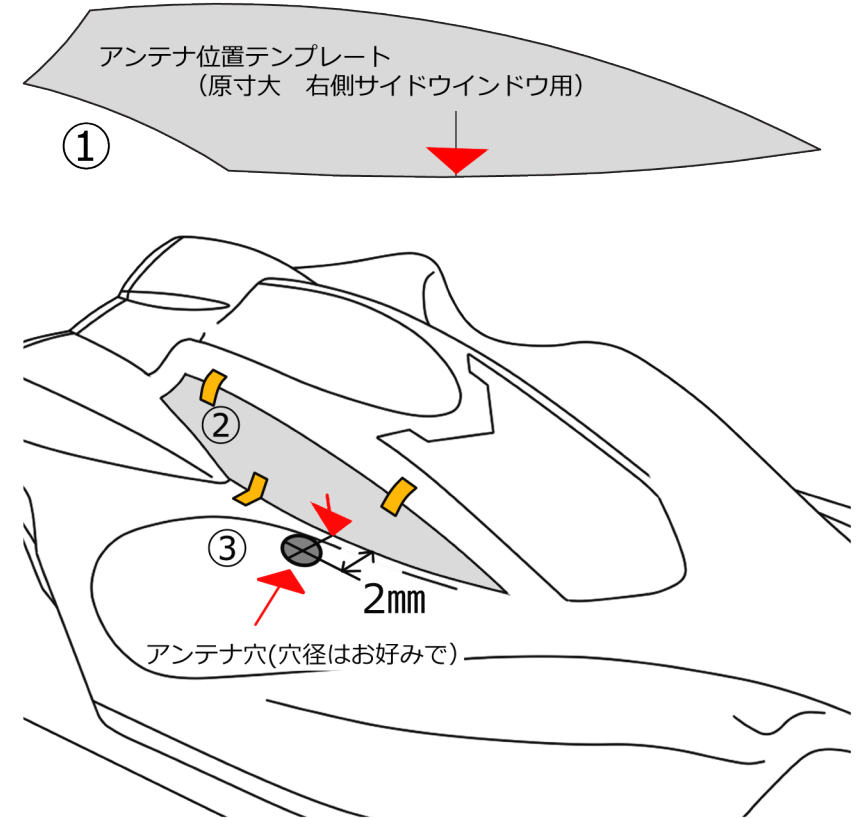 アンテナ位置テンプレート
（原寸大　右側サイドウインドウ用）
①
②
③
2㎜
アンテナ穴(穴径はお好みで）